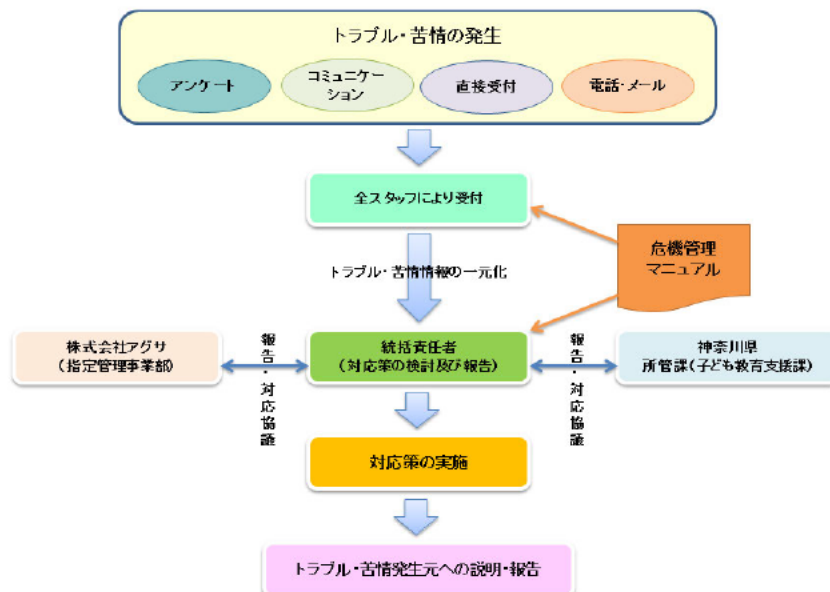 トラブル・苦情の発生
アンケート
コミュニケー
ション
直接受付
電話・メール
全スタッフにより受付
危機管理
マニュアル
トラブル・苦情情報の一元化
株式会社アグサ
(指定管理事業部)
報告・対応協議
統括責任者
(対応策の検討及び報告)
報告・対応協議
神奈川県
所管課(子ども教育支援課)
対応策の実施
トラブル・苦情発生元への説明・報告